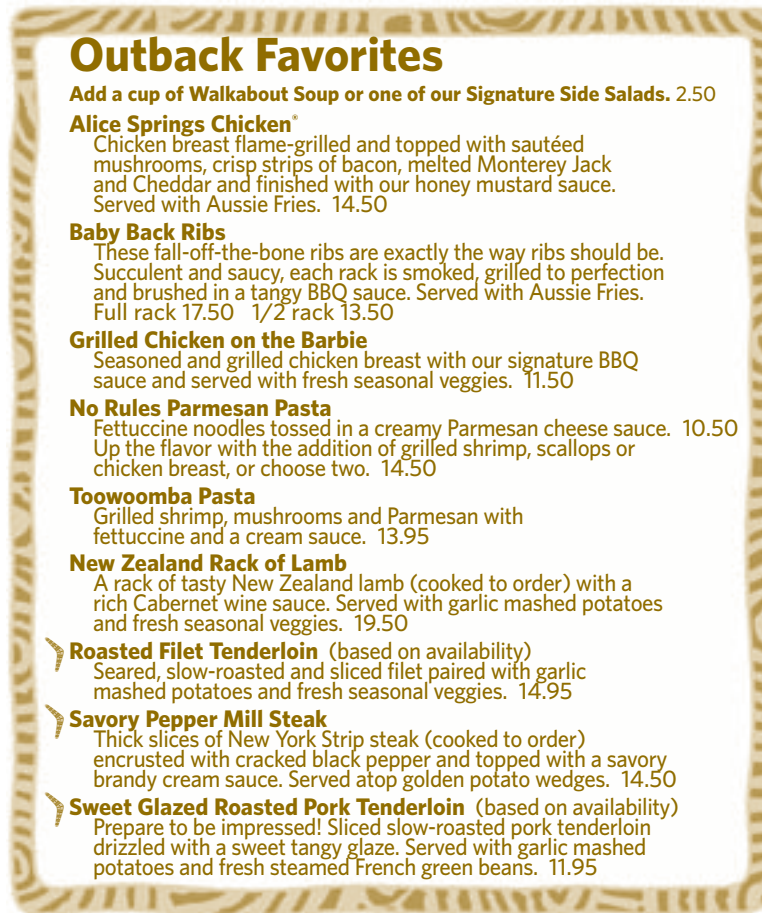 Outback Favorites
Add a cup of Walkabout Soup or one of our Signature Side Salads. 2.50
Alice Springs Chicken®
Chicken breast flame-grilled and topped with sautéed
mushrooms, crisp strips of bacon, melted Monterey Jack
and Cheddar and finished with our honey mustard sauce.
Served with Aussie Fries. 14.50
Baby Back Ribs
These fall-off-the-bone ribs are exactly the way ribs should be.
Succulent and saucy, each rack is smoked, grilled to perfection
and brushed in a tangy BBQ sauce. Served with Aussie Fries.
Full rack 17.50 1/2 rack 13.50
Grilled Chicken on the Barbie
Seasoned and grilled chicken breast with our signature BBQ
sauce and served with fresh seasonal veggies. 11.50
No Rules Parmesan Pasta
Fettuccine noodles tossed in a creamy Parmesan cheese sauce. 10.50
Up the flavor with the addition of grilled shrimp, scallops or
chicken breast, or choose two. 14.50
Toowoomba Pasta
Grilled shrimp, mushrooms and Parmesan with
fettuccine and a cream sauce. 13.95
New Zealand Rack of Lamb
A rack of tasty New Zealand lamb (cooked to order) with a
rich Cabernet wine sauce. Served with garlic mashed potatoes
and fresh seasonal veggies. 19.50
Roasted Filet Tenderloin (based on availability)
Seared, slow-roasted and sliced filet paired with garlic
mashed potatoes and fresh seasonal veggies. 14.95
Savory Pepper Mill Steak
Thick slices of New York Strip steak (cooked to order)
encrusted with cracked black pepper and topped with a savory
brandy cream sauce. Served atop golden potato wedges. 14.50
Sweet Glazed Roasted Pork Tenderloin (based on availability)
Prepare to be impressed! Sliced slow-roasted pork tenderloin
drizzled with a sweet tangy glaze. Served with garlic mashed
potatoes and fresh steamed French green beans. 11.95